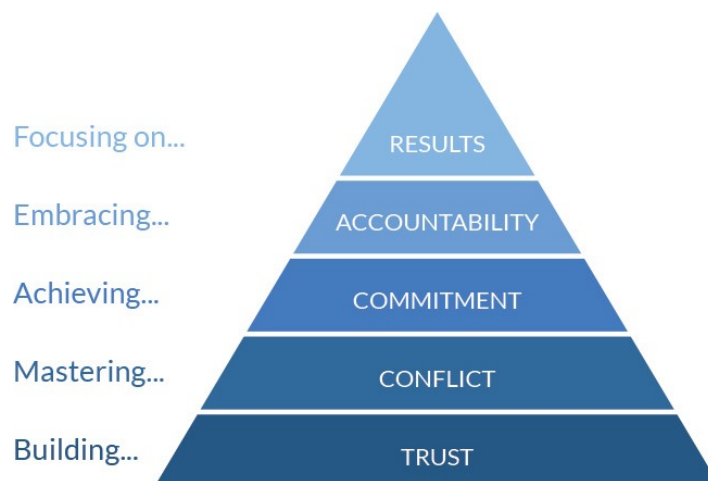 Focusing on... RESULTS
Embracing... ACCOUNTABILITY
Achieving... COMMITMENT
Mastering... CONFLICT
Building... TRUST